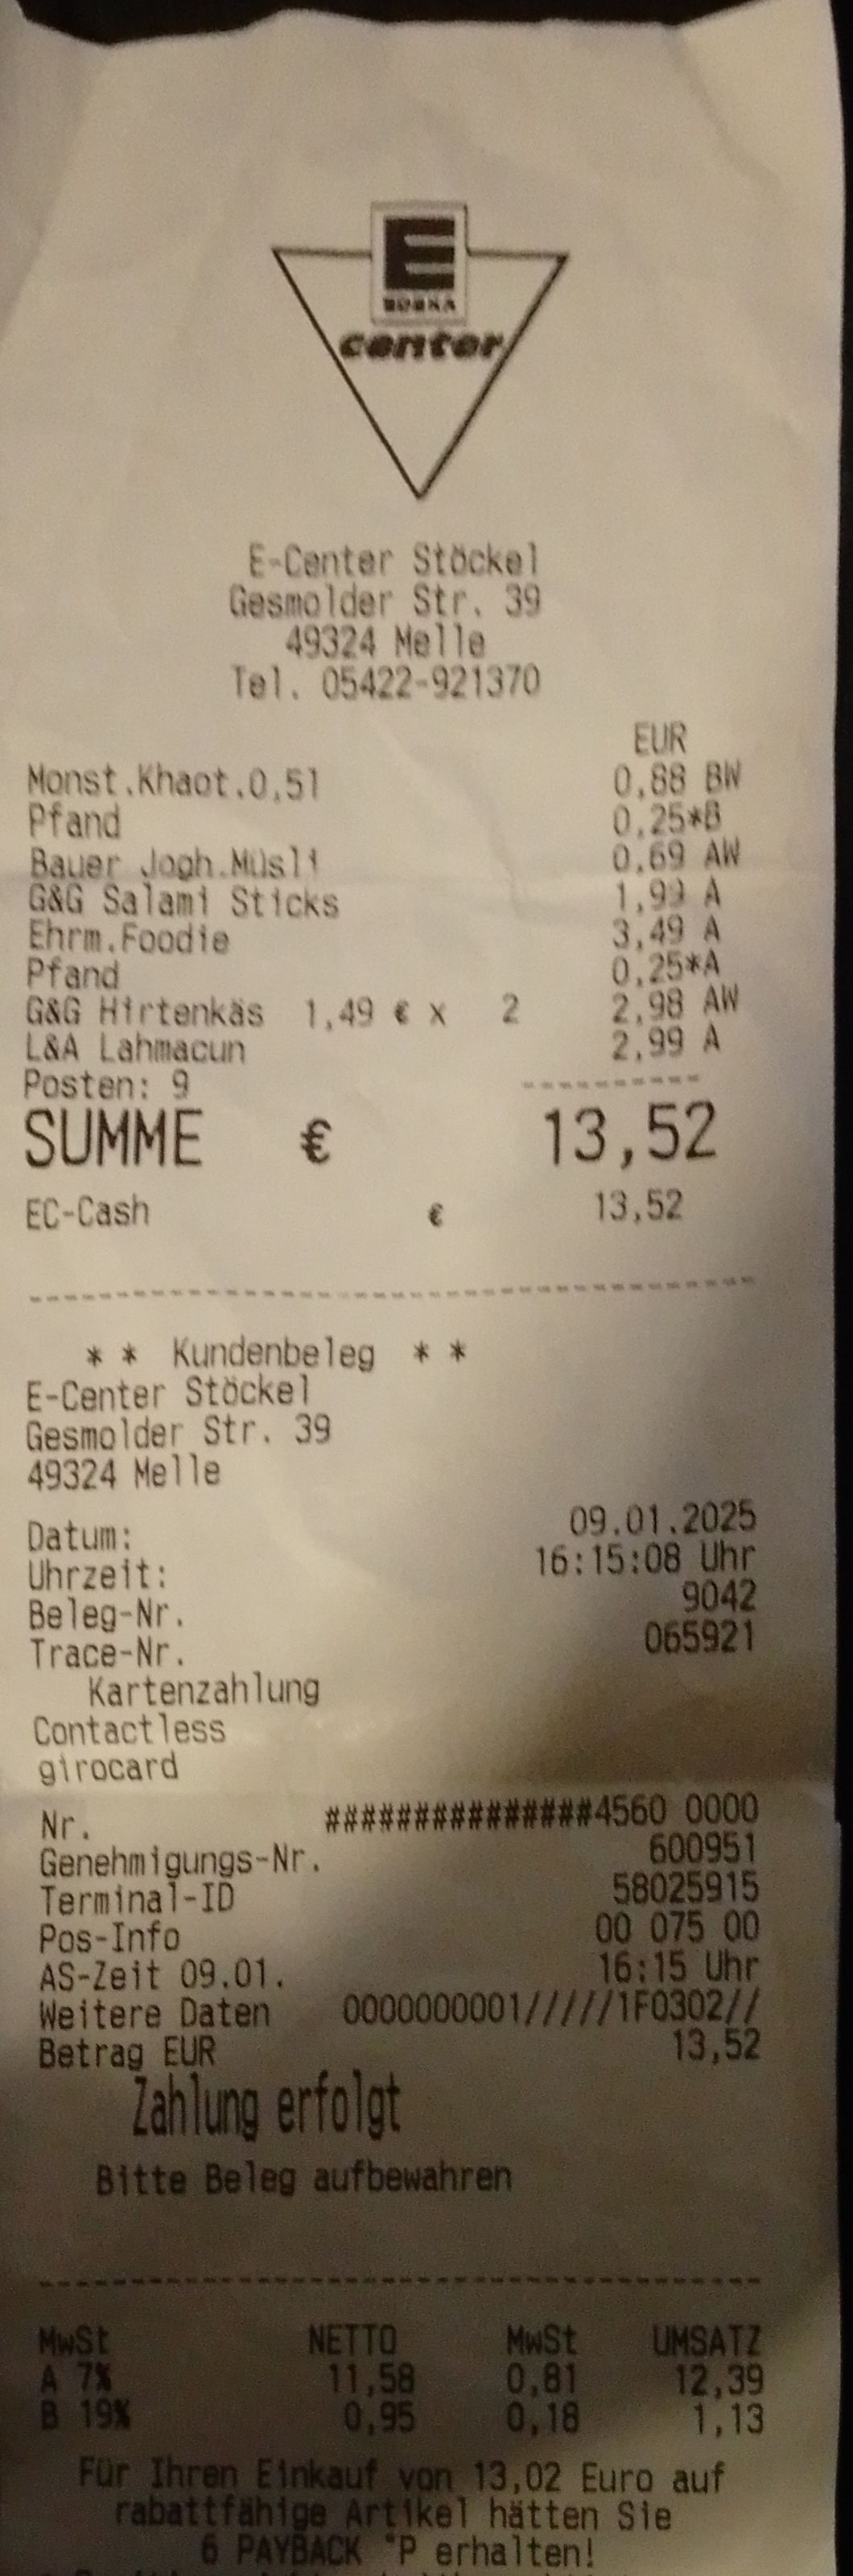 E
EDEKA
center
E-Center Stöckel
Gesmolder Str. 39
49324 Melle
Tel. 05422-921370
EUR
Monst.Khaot.0,5l 0,88 BW
Pfand 0,25*B
Bauer Jogh.Müsli 0,69 AW
G&G Salami Sticks 1,99 A
Ehrm.Foodie 3,49 A
Pfand 0,25*A
G&G Hirtenkäs 1,49 € x 2 2,98 AW
L&A Lahmacun 2,99 A
Posten: 9 ----------
SUMME € 13,52
EC-Cash € 13,52
----------------------------------------
* * Kundenbeleg * *
E-Center Stöckel
Gesmolder Str. 39
49324 Melle
Datum: 09.01.2025
Uhrzeit: 16:15:08 Uhr
Beleg-Nr. 9042
Trace-Nr. 065921
Kartenzahlung
Contactless
girocard
Nr. ###############4560 0000
Genehmigungs-Nr. 600951
Terminal-ID 58025915
Pos-Info 00 075 00
AS-Zeit 09.01. 16:15 Uhr
Weitere Daten 0000000001/////1F0302//
Betrag EUR 13,52
Zahlung erfolgt
Bitte Beleg aufbewahren
----------------------------------------
MwSt NETTO MwSt UMSATZ
A 7% 11,58 0,81 12,39
B 19% 0,95 0,18 1,13
Für Ihren Einkauf von 13,02 Euro auf
rabattfähige Artikel hätten Sie
6 PAYBACK °P erhalten!